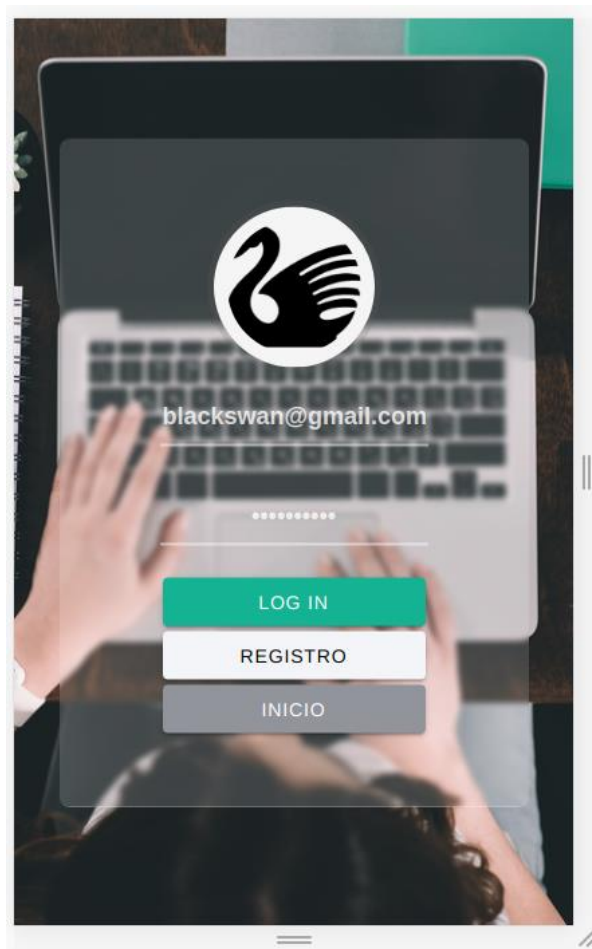 blackswan@gmail.com
••••••••••
LOG IN
REGISTRO
INICIO